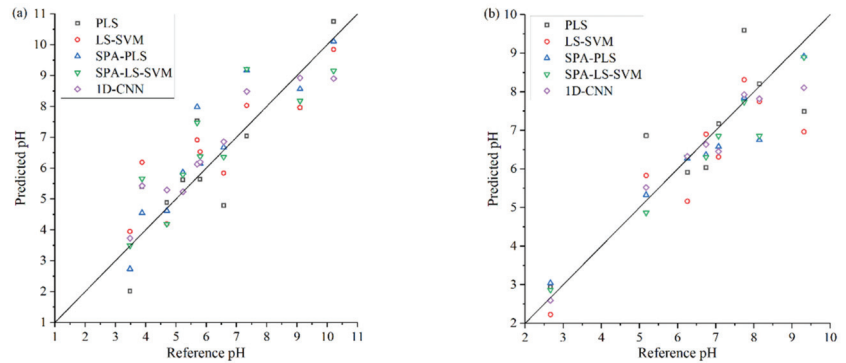 (a)
PLS
LS-SVM
SPA-PLS
SPA-LS-SVM
1D-CNN
11
10
9
8
7
6
5
4
3
2
1
Predicted pH
1 2 3 4 5 6 7 8 9 10 11
Reference pH
(b)
PLS
LS-SVM
SPA-PLS
SPA-LS-SVM
1D-CNN
10
9
8
7
6
5
4
3
2
Predicted pH
2 3 4 5 6 7 8 9 10
Reference pH